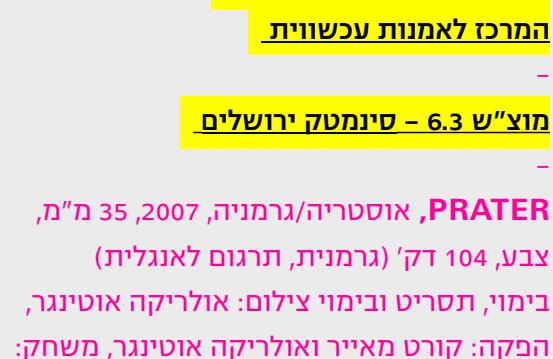 המרכז לאמנות עכשווית
–
מוצ"ש 6.3 – סינמטק ירושלים
–
PRATER, אוסטריה/גרמניה, 2007, 35 מ"מ,
צבע, 104 דק' (גרמנית, תרגום לאנגלית)
בימוי, תסריט ובימוי צילום: אולריקה אוטינגר,
הפקה: קורט מאייר ואולריקה אוטינגר, משחק: